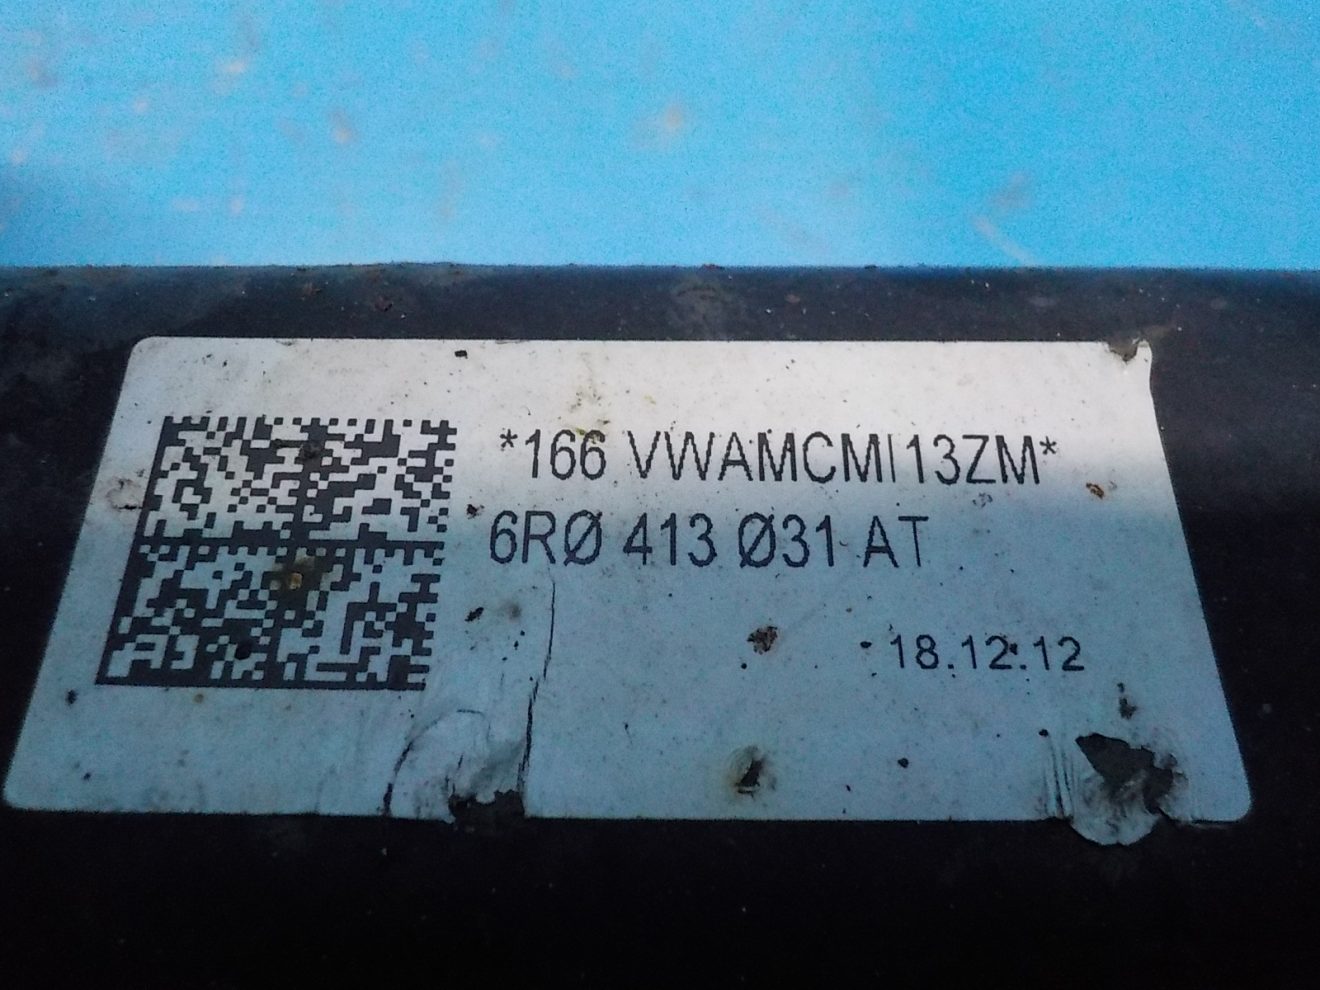 *166 VWAMCMI13ZM*
6RØ 413 Ø31 AT
18.12.12